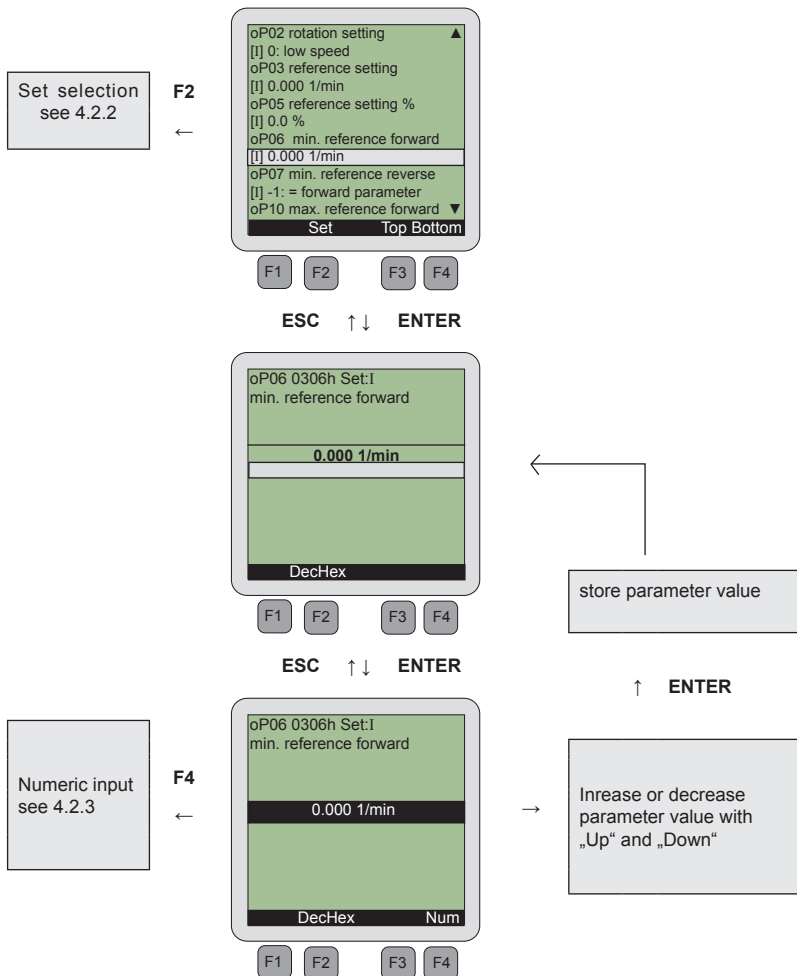 oP02 rotation setting ▲
[I] 0: low speed
oP03 reference setting
[I] 0.000 1/min
oP05 reference setting %
[I] 0.0 %
oP06 min. reference forward
[I] 0.000 1/min
oP07 min. reference reverse
[I] -1: = forward parameter
oP10 max. reference forward ▼
Set Top Bottom
Set selection
see 4.2.2
F2
←
F1 F2 F3 F4
ESC ↑↓ ENTER
oP06 0306h Set:I
min. reference forward
0.000 1/min
DecHex
F1 F2 F3 F4
ESC ↑↓ ENTER
store parameter value
↑ ENTER
oP06 0306h Set:I
min. reference forward
0.000 1/min
DecHex Num
F1 F2 F3 F4
Numeric input
see 4.2.3
F4
←
→
Inrease or decrease
parameter value with
„Up“ and „Down“